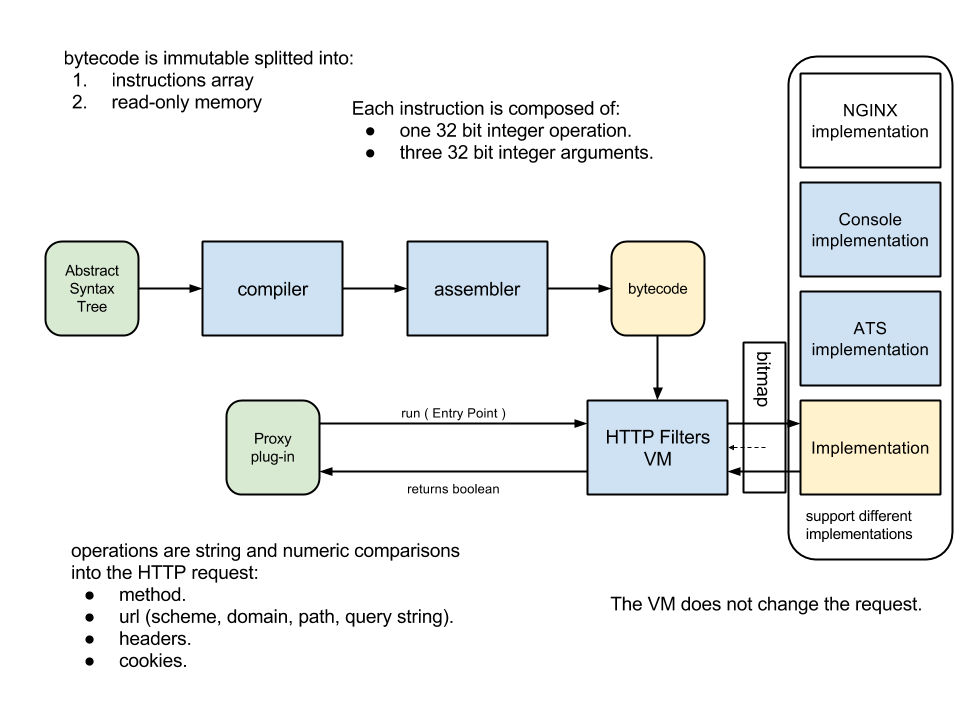 bytecode is immutable splitted into:
1. instructions array
2. read-only memory
Each instruction is composed of:
● one 32 bit integer operation.
● three 32 bit integer arguments.
NGINX
implementation
Console
implementation
ATS
implementation
Implementation
support different
implementations
Abstract
Syntax
Tree
compiler
assembler
bytecode
bitmap
Proxy
plug-in
run ( Entry Point )
returns boolean
HTTP Filters
VM
operations are string and numeric comparisons
into the HTTP request:
● method.
● url (scheme, domain, path, query string).
● headers.
● cookies.
The VM does not change the request.